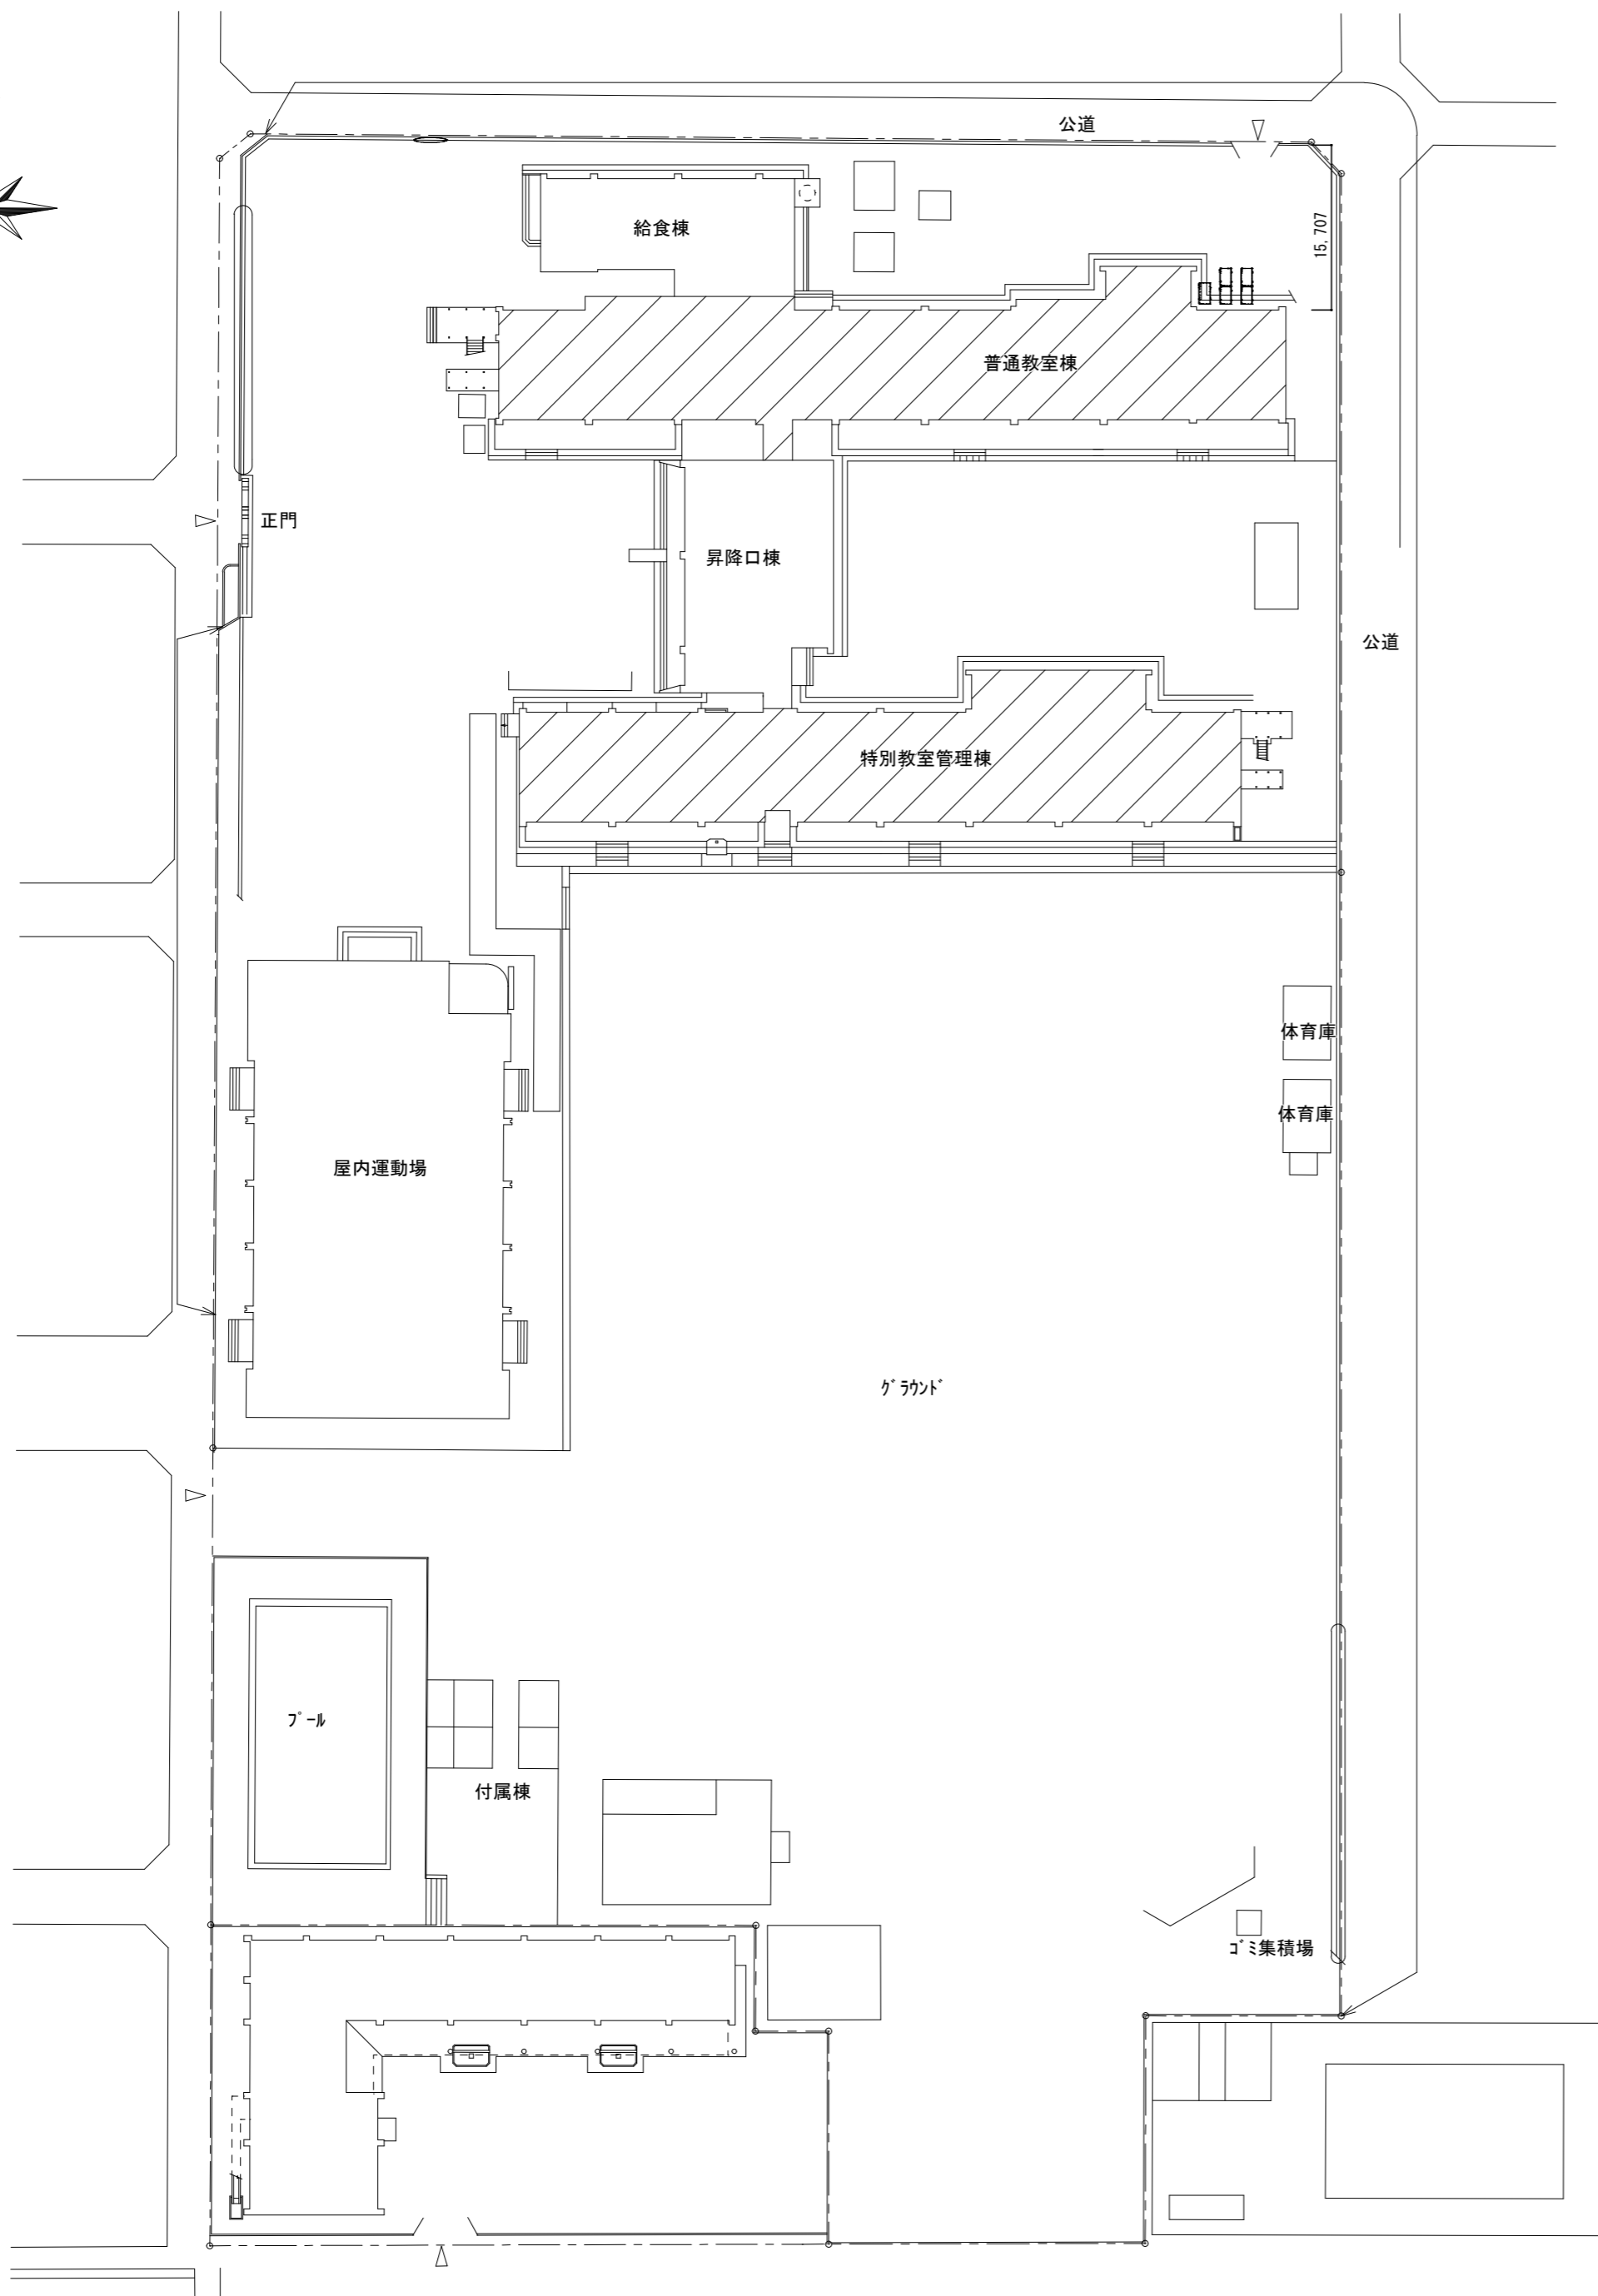 公道
給食棟
15,707
普通教室棟
正門
昇降口棟
公道
特別教室管理棟
体育庫
体育庫
屋内運動場
ｸﾞﾗｳﾝﾄﾞ
ﾌﾟｰﾙ
付属棟
ｺﾞﾐ集積場